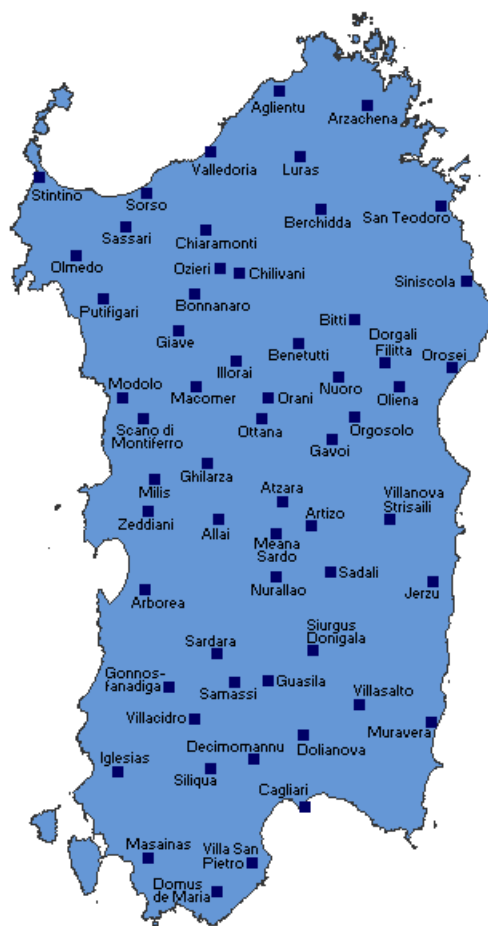 Aglientu
Arzachena
Valledoria
Luras
Stintino
Sorso
Berchidda
San Teodoro
Sassari
Chiaramonti
Olmedo
Ozieri
Chilivani
Siniscola
Putifigari
Bonnanaro
Bitti
Giave
Benetutti
Dorgali
Filitta
Orosei
Illorai
Nuoro
Modolo
Macomer
Orani
Oliena
Scano di
Montiferro
Ottana
Orgosolo
Gavoi
Ghilarza
Milis
Atzara
Villanova
Strisaili
Zeddiani
Allai
Artizo
Meana
Sardo
Nurallao
Sadali
Jerzu
Arborea
Siurgus
Donigala
Sardara
Gonnos-
fanadiga
Samassi
Guasila
Villasalto
Villacidro
Muravera
Decimomannu
Dolianova
Iglesias
Siliqua
Cagliari
Masainas
Villa San
Pietro
Domus
de Maria